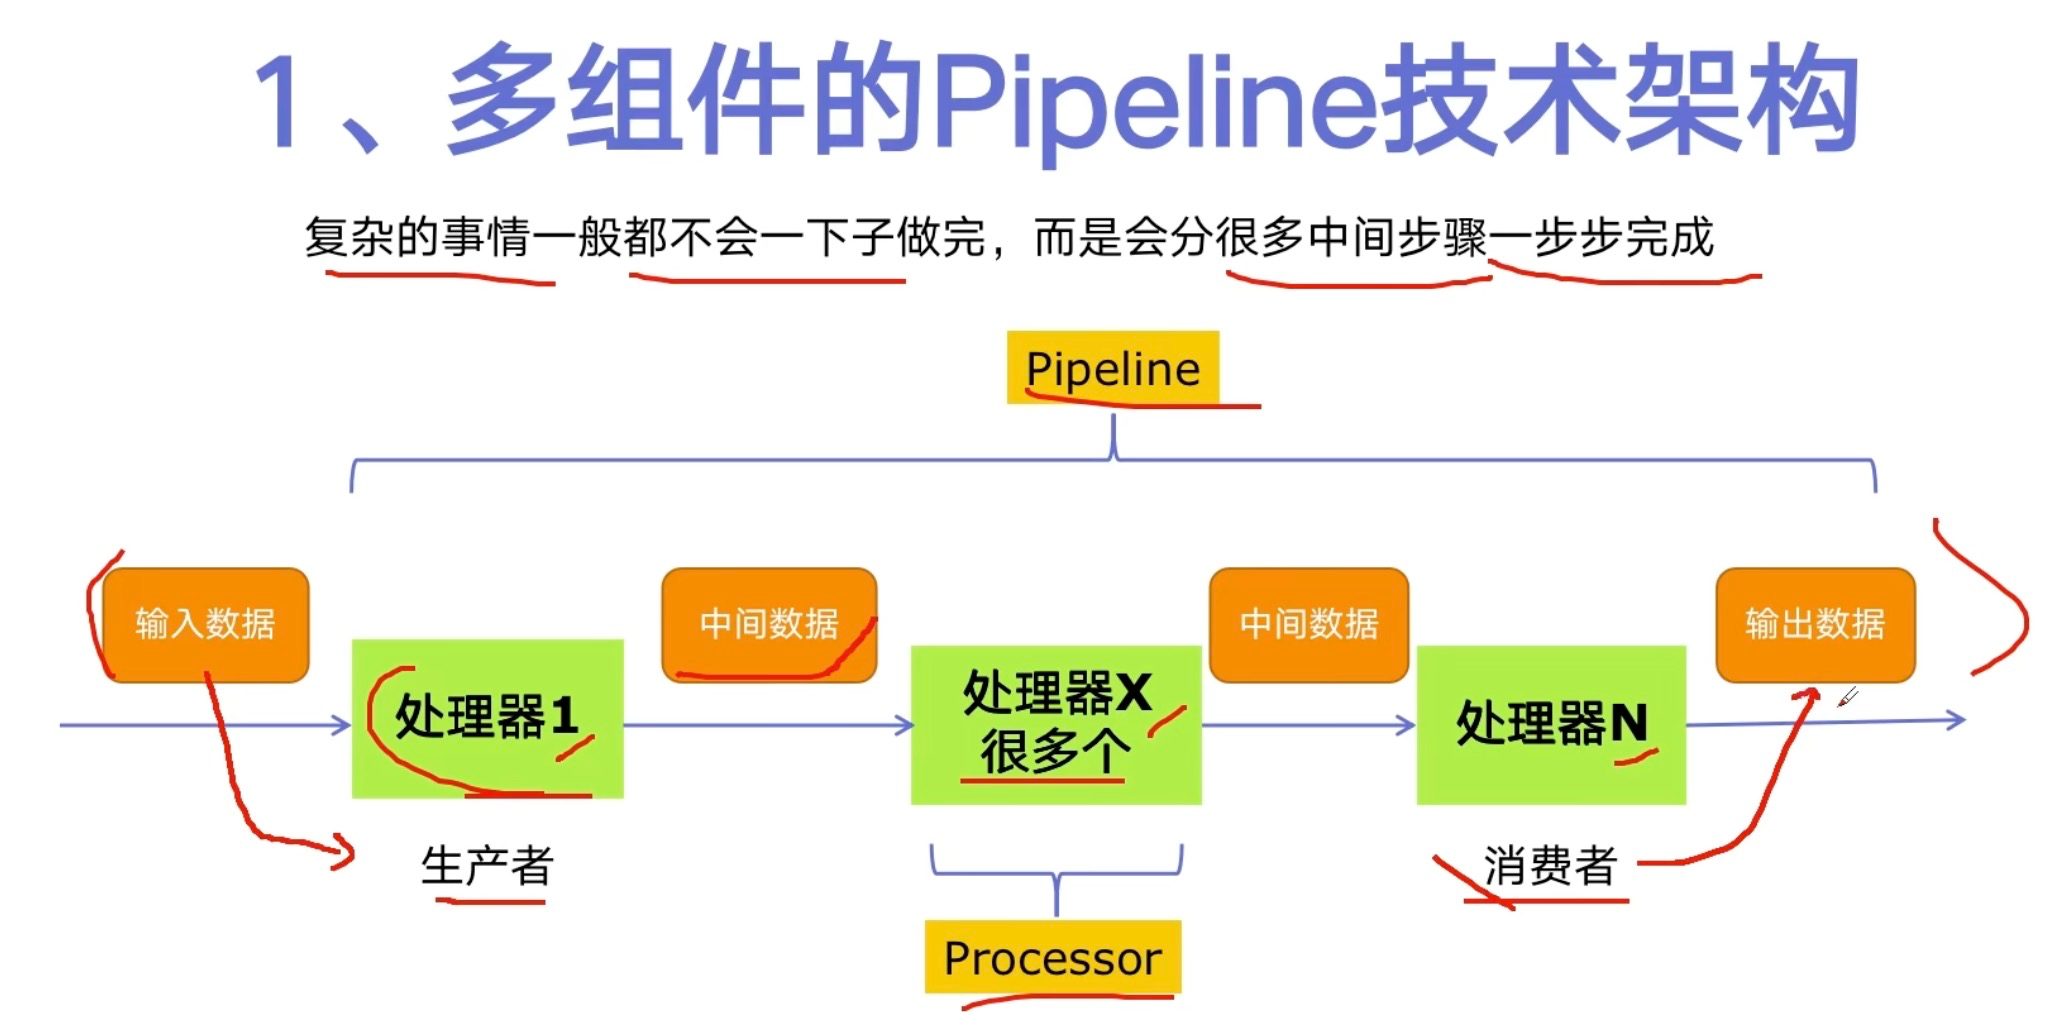 1、多组件的Pipeline技术架构
复杂的事情一般都不会一下子做完，而是会分很多中间步骤一步步完成
Pipeline
输入数据
中间数据
中间数据
输出数据
处理器1
处理器X
很多个
处理器N
生产者
消费者
Processor